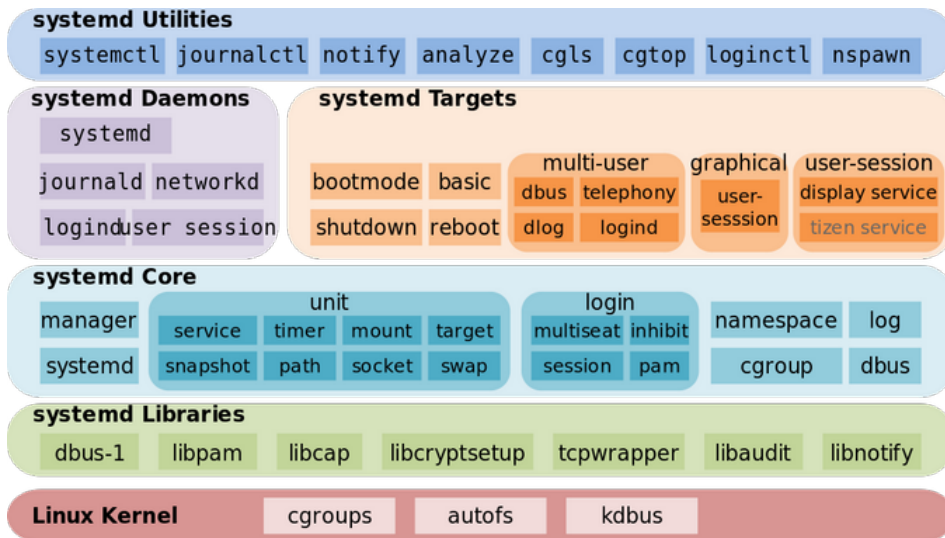 systemd Utilities
systemctl journalctl notify analyze cgls cgtop loginctl nspawn
systemd Daemons
systemd
journald networkd
logind user session
systemd Targets
bootmode basic
shutdown reboot
multi-user
dbus telephony
dlog logind
graphical
user-
sesssion
user-session
display service
tizen service
systemd Core
manager
systemd
unit
service timer mount target
snapshot path socket swap
login
multiseat inhibit
session pam
namespace log
cgroup dbus
systemd Libraries
dbus-1 libpam libcap libcryptsetup tcpwrapper libaudit libnotify
Linux Kernel cgroups autofs kdbus